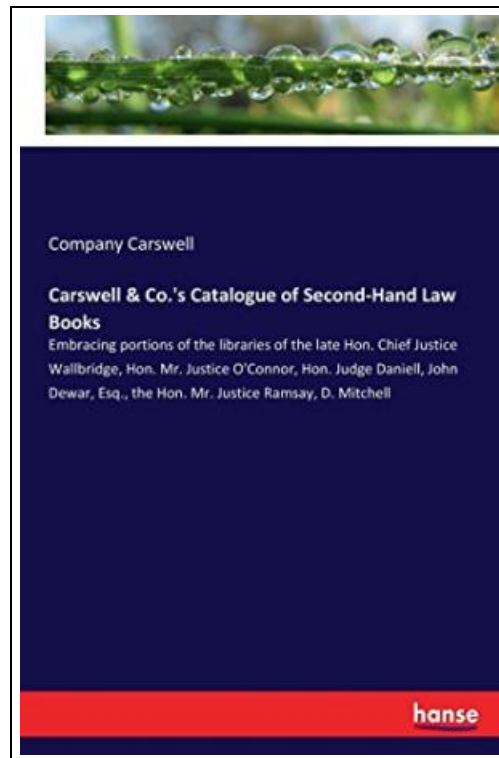 Company Carswell
Carswell & Co.'s Catalogue of Second-Hand Law
Books
Embracing portions of the libraries of the late Hon. Chief Justice
Wallbridge, Hon. Mr. Justice O'Connor, Hon. Judge Daniell, John
Dewar, Esq., the Hon. Mr. Justice Ramsay, D. Mitchell
hanse